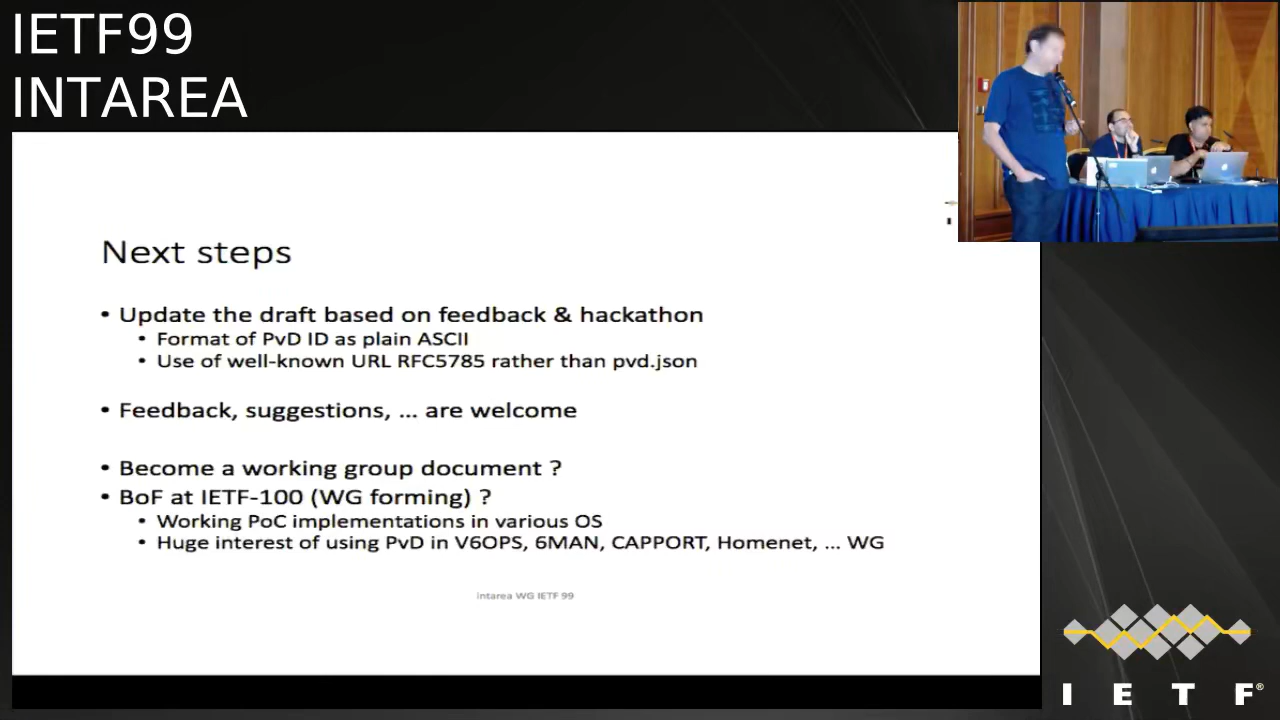 IETF99
INTAREA
Next steps
• Update the draft based on feedback & hackathon
• Format of PvD ID as plain ASCII
• Use of well-known URL RFC5785 rather than pvd.json
• Feedback, suggestions, ... are welcome
• Become a working group document ?
• BoF at IETF-100 (WG forming) ?
• Working PoC implementations in various OS
• Huge interest of using PvD in V6OPS, 6MAN, CAPPORT, Homenet, ... WG
Intarea WG IETF 99
I E T F®